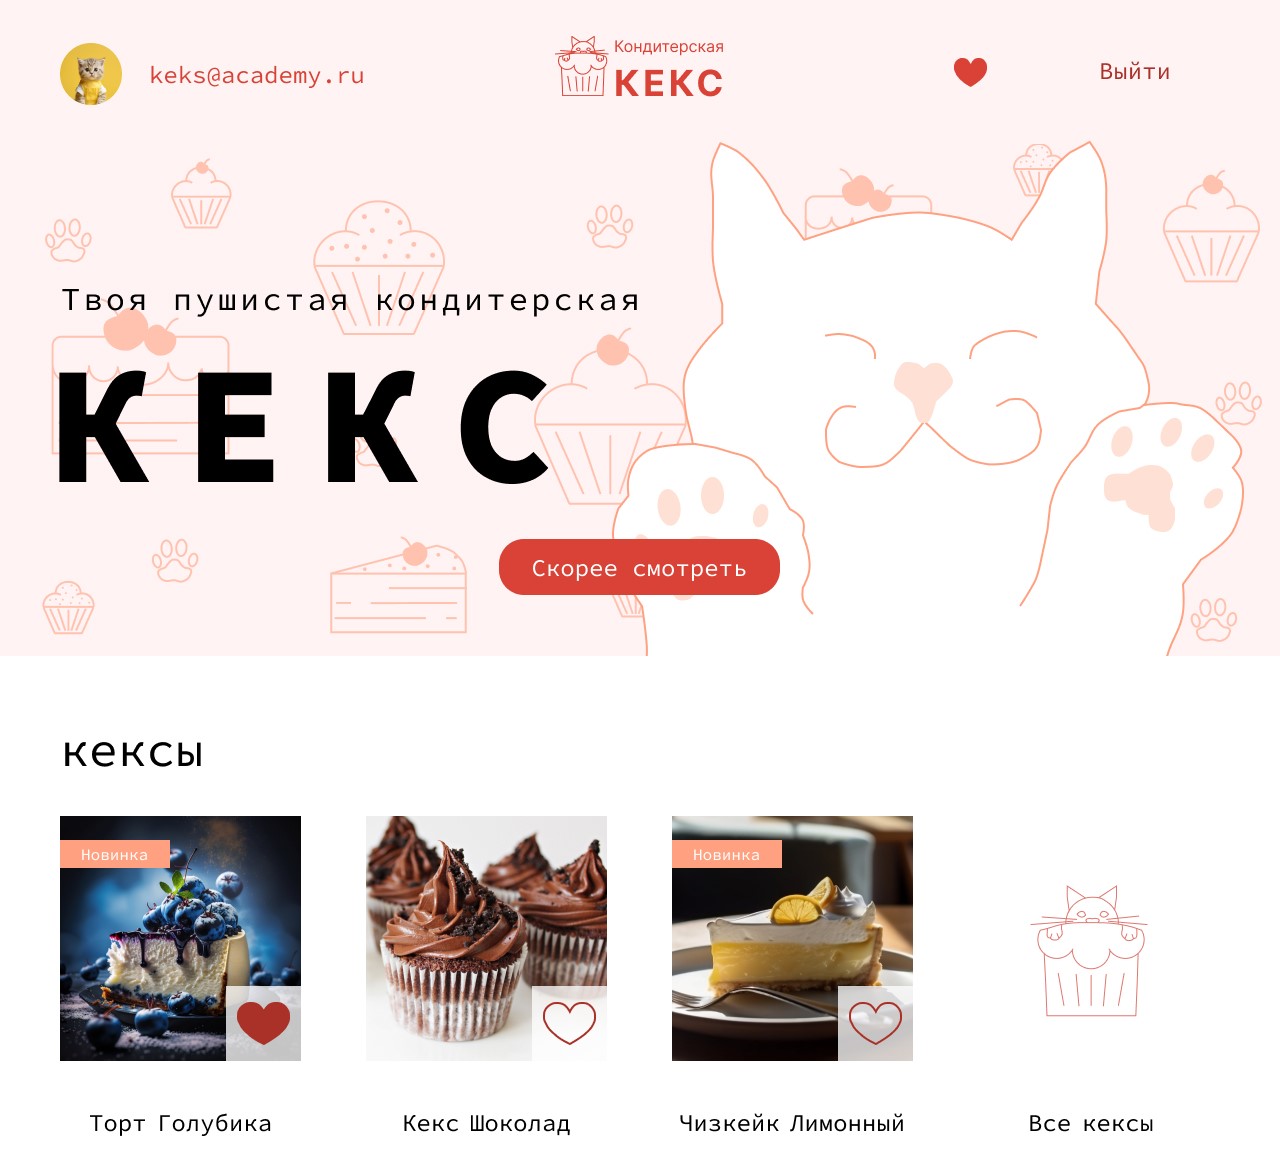 keks@academy.ru
Кондитерская
КЕКС
Выйти
Твоя пушистая кондитерская
КЕКС
Скорее смотреть
кексы
Новинка
Новинка
Торт Голубика
Кекс Шоколад
Чизкейк Лимонный
Все кексы